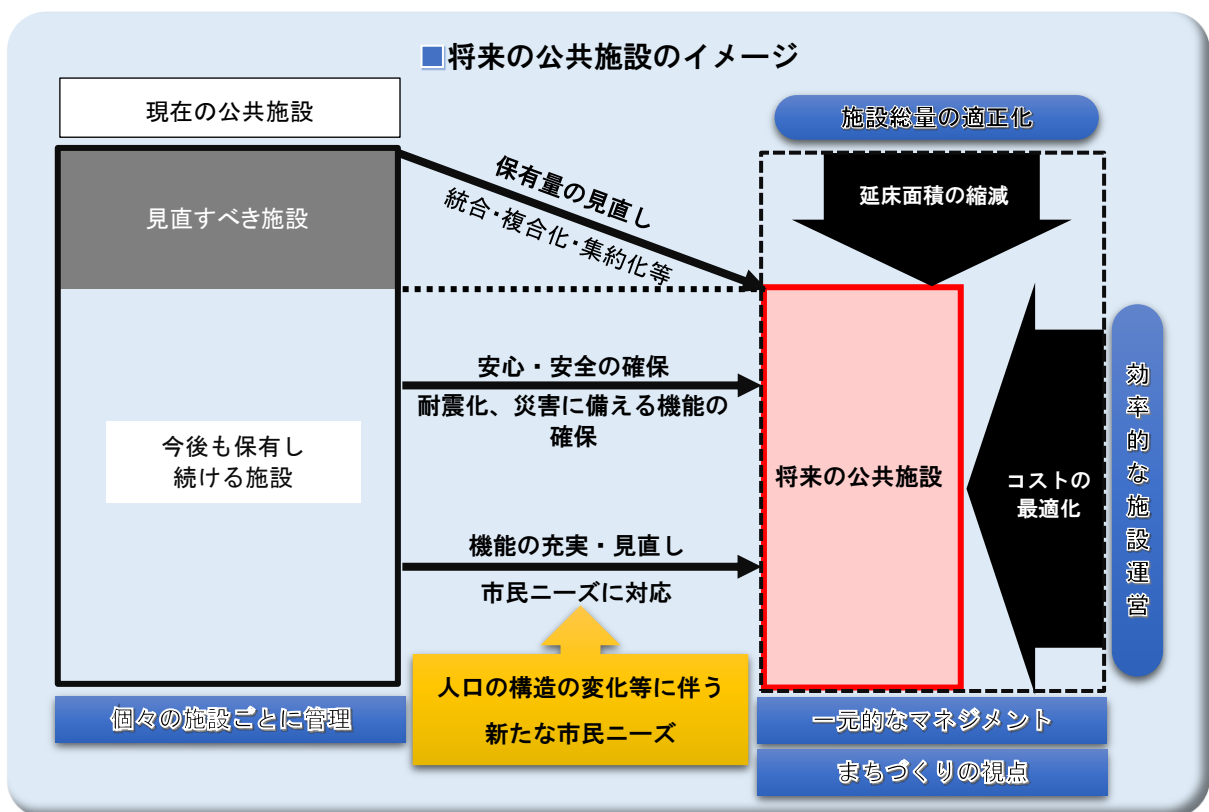 ■将来の公共施設のイメージ
現在の公共施設
施設総量の適正化
見直すべき施設
保有量の見直し
統合・複合化・集約化等
延床面積の縮減
安心・安全の確保
耐震化、災害に備える機能の
確保
今後も保有し
続ける施設
将来の公共施設
コストの
最適化
効率的な施設運営
機能の充実・見直し
市民ニーズに対応
人口の構造の変化等に伴う
新たな市民ニーズ
個々の施設ごとに管理
一元的なマネジメント
まちづくりの視点